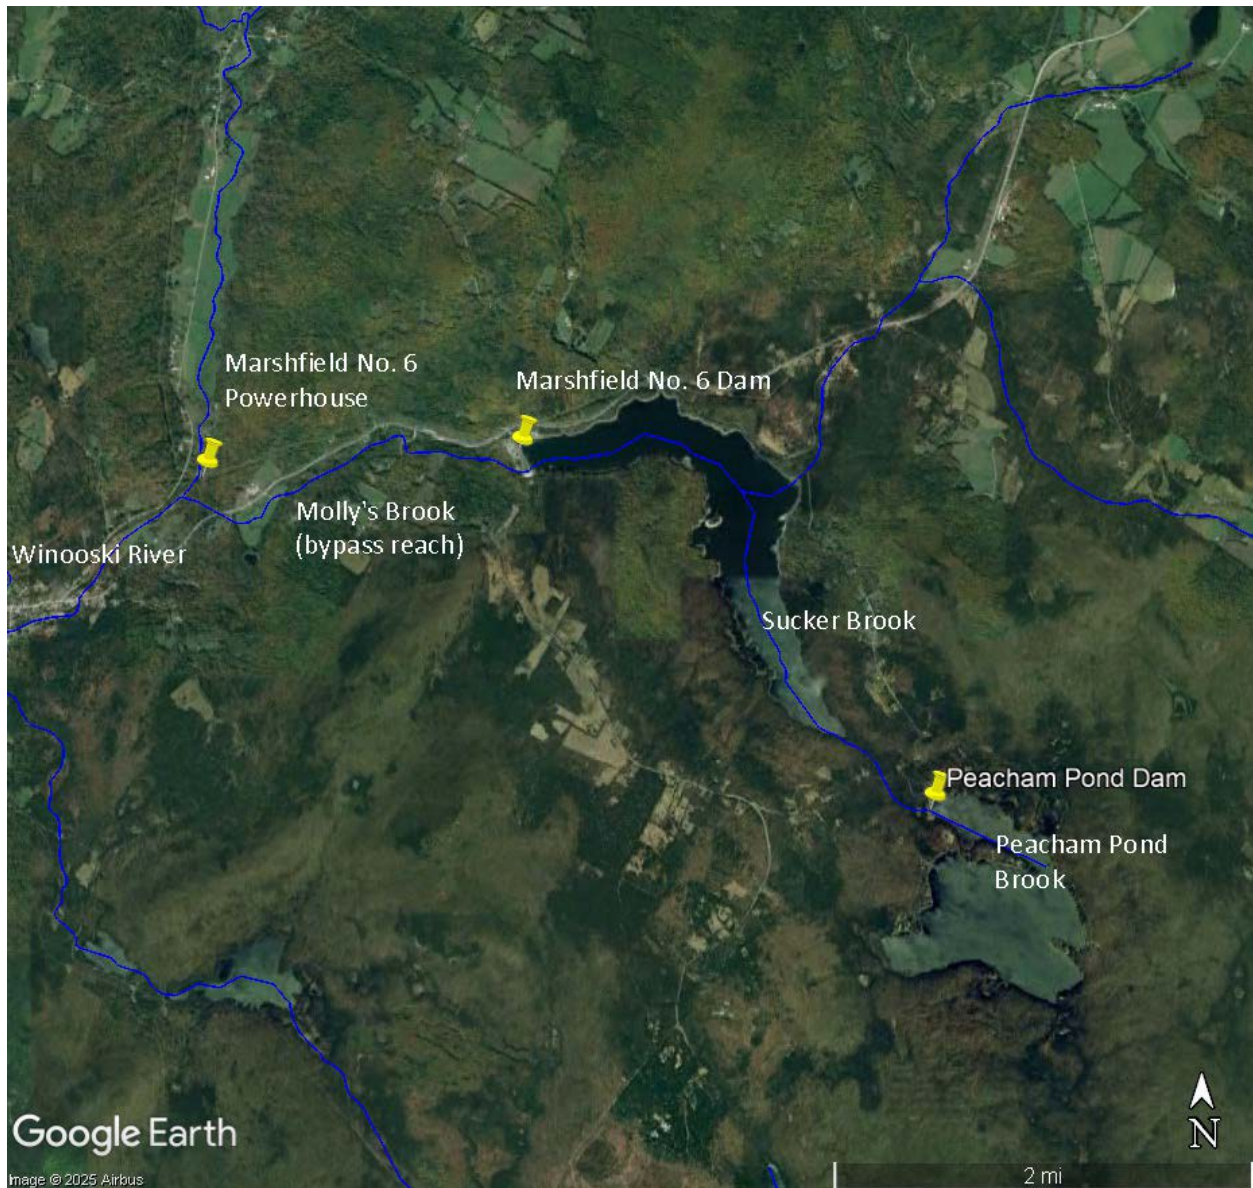 Marshfield No. 6
Powerhouse
Marshfield No. 6 Dam
Molly's Brook
(bypass reach)
Winooski River
Sucker Brook
Peacham Pond Dam
Peacham Pond
Brook
N
Google Earth
Image © 2025 Airbus
2 mi